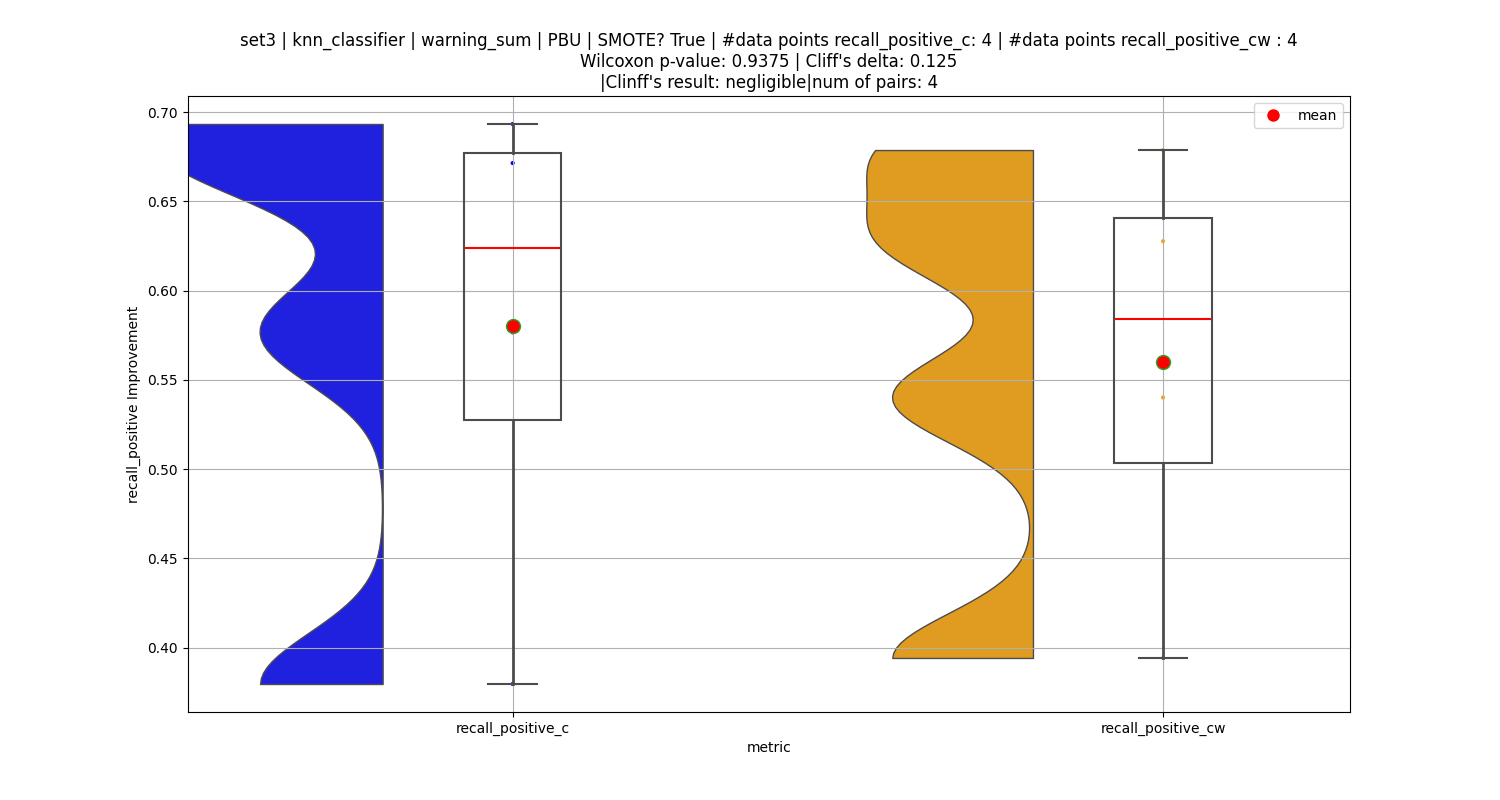 set3 | knn_classifier | warning_sum | PBU | SMOTE? True | #data points recall_positive_c: 4 | #data points recall_positive_cw : 4
Wilcoxon p-value: 0.9375 | Cliff's delta: 0.125
|Clinff's result: negligible|num of pairs: 4
mean
recall_positive Improvement
0.70
0.65
0.60
0.55
0.50
0.45
0.40
recall_positive_c
recall_positive_cw
metric